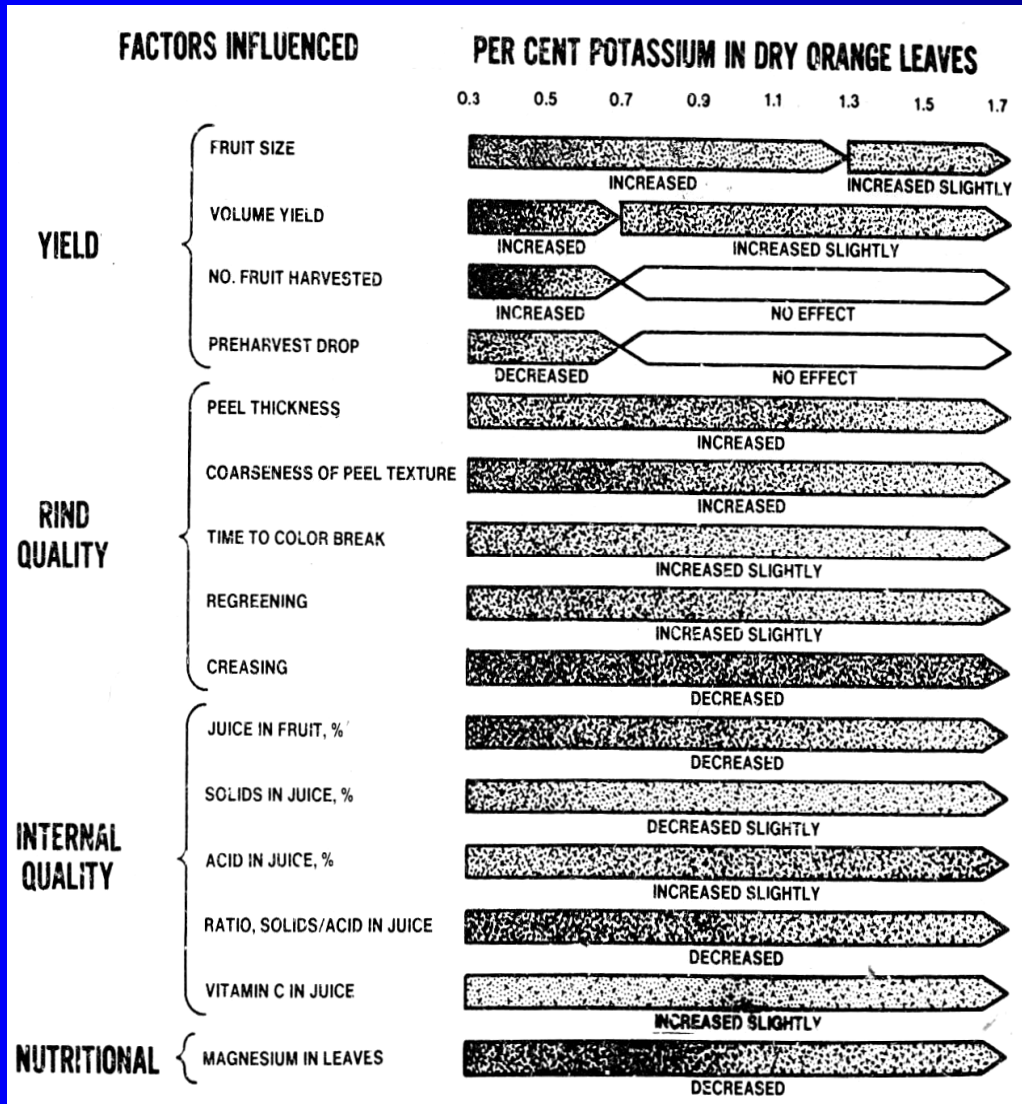 FACTORS INFLUENCED
PER CENT POTASSIUM IN DRY ORANGE LEAVES
0.3 0.5 0.7 0.9 1.1 1.3 1.5 1.7
YIELD
FRUIT SIZE
INCREASED
INCREASED SLIGHTLY
VOLUME YIELD
INCREASED
INCREASED SLIGHTLY
NO. FRUIT HARVESTED
INCREASED
NO EFFECT
PREHARVEST DROP
DECREASED
NO EFFECT
RIND
QUALITY
PEEL THICKNESS
INCREASED
COARSENESS OF PEEL TEXTURE
INCREASED
TIME TO COLOR BREAK
INCREASED SLIGHTLY
REGREENING
INCREASED SLIGHTLY
CREASING
DECREASED
INTERNAL
QUALITY
JUICE IN FRUIT, %
DECREASED
SOLIDS IN JUICE, %
DECREASED SLIGHTLY
ACID IN JUICE, %
INCREASED SLIGHTLY
RATIO, SOLIDS/ACID IN JUICE
DECREASED
VITAMIN C IN JUICE
INCREASED SLIGHTLY
NUTRITIONAL
MAGNESIUM IN LEAVES
DECREASED